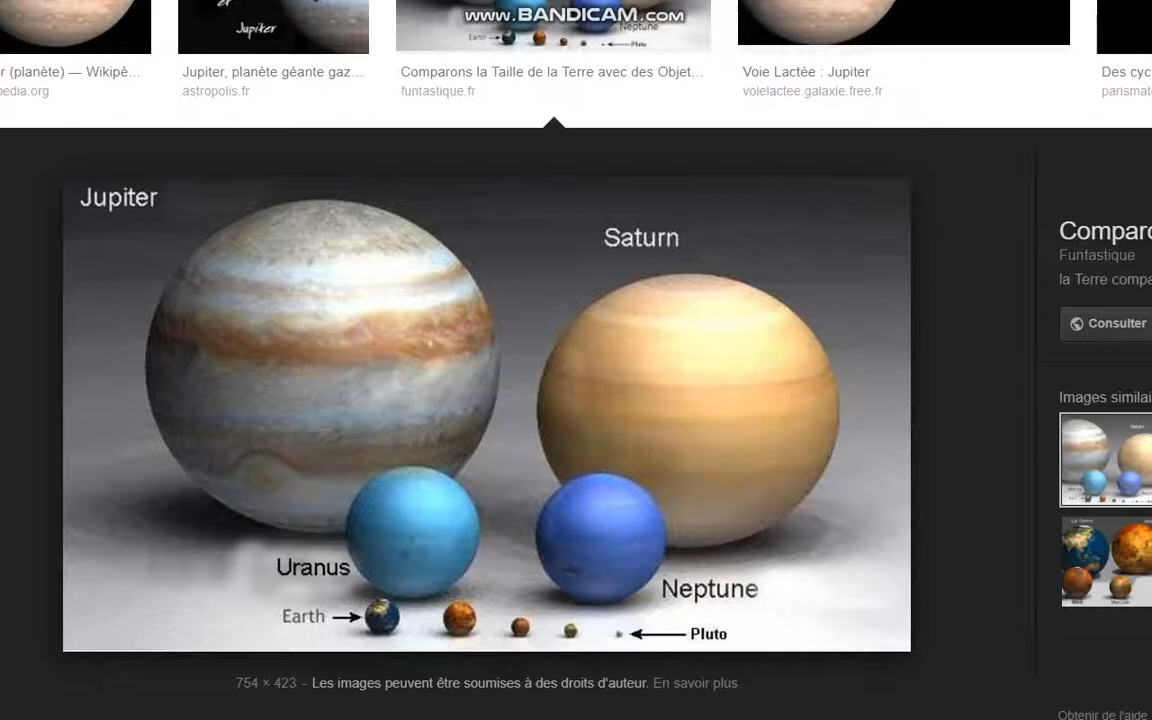 www.BANDICAM.com
Jupiter
Neptune
Earth
Pluto
r (planète) — Wikipé...
Jupiter, planète géante gaz...
Comparons la Taille de la Terre avec des Objet...
Voie Lactée : Jupiter
Des cyc
pedia.org
astropolis.fr
funtastique.fr
voielactee.galaxie.free.fr
parismat
Jupiter
Saturn
Uranus
Neptune
Earth
Pluto
Comparo
Funtastique
la Terre compa
Consulter
Images similai
754 × 423 - Les images peuvent être soumises à des droits d'auteur. En savoir plus
Obtenir de l'aide